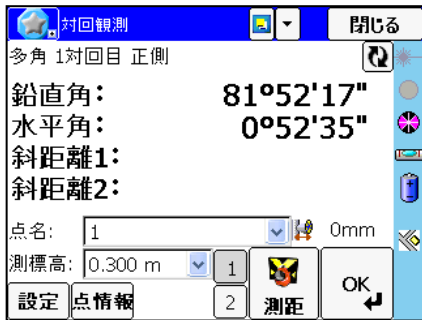 対回観測 閉じる
多角 1対回目 正側
鉛直角: 81°52'17"
水平角: 0°52'35"
斜距離1:
斜距離2:
点名: 1 0mm
測標高: 0.300 m 1
設定 点情報 2 測距 OK